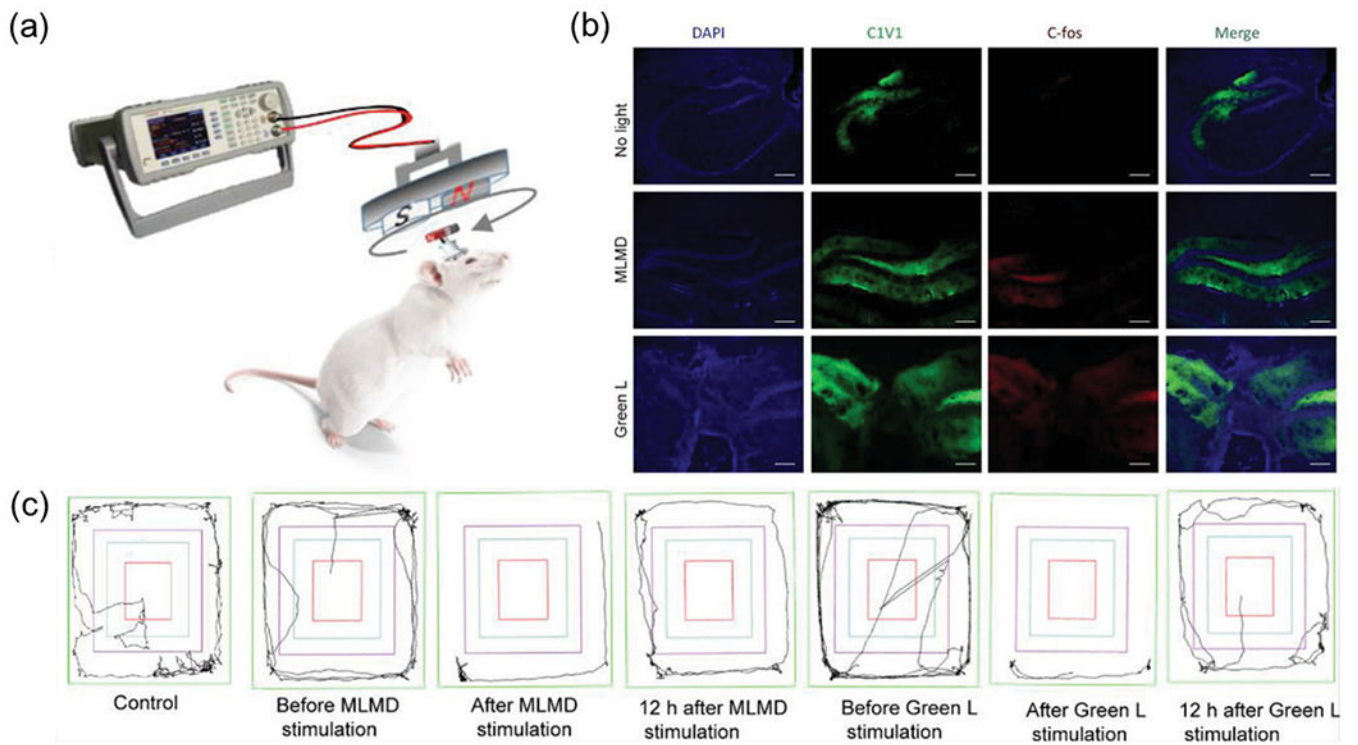 (a)
S N
(b)
DAPI C1V1 C-fos Merge
No light
MLMD
Green L
(c)
Control
Before MLMD
stimulation
After MLMD
stimulation
12 h after MLMD
stimulation
Before Green L
stimulation
After Green L
stimulation
12 h after Green L
stimulation